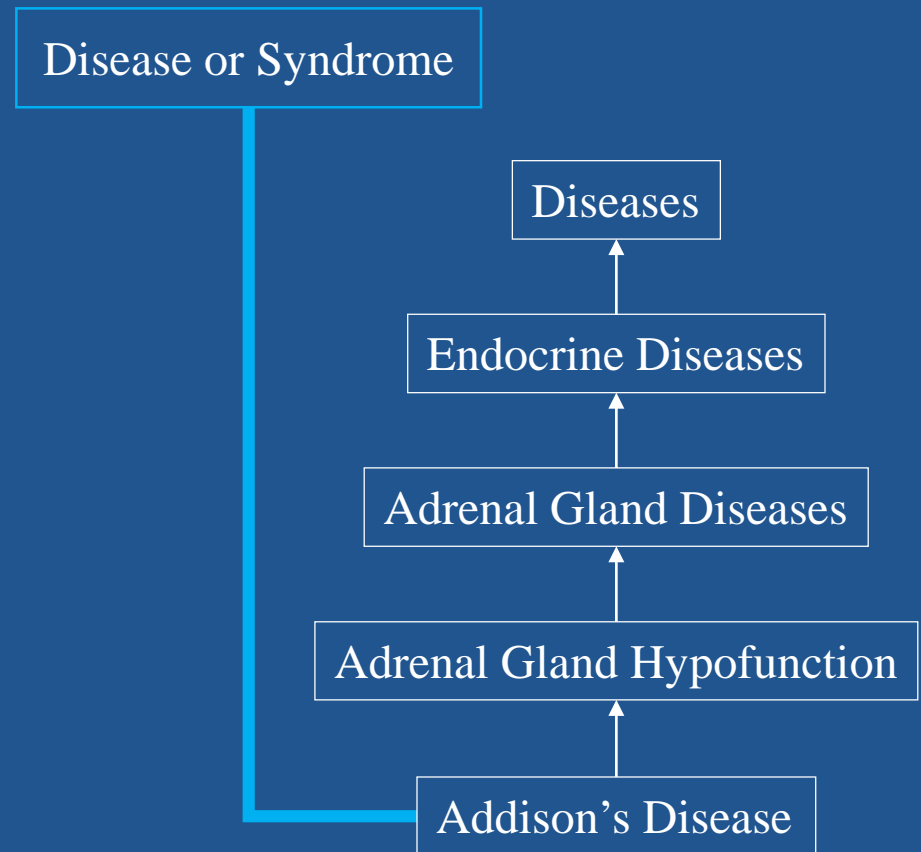 Disease or Syndrome
Diseases
Endocrine Diseases
Adrenal Gland Diseases
Adrenal Gland Hypofunction
Addison’s Disease